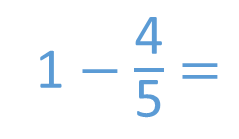 1 − 4/5 =